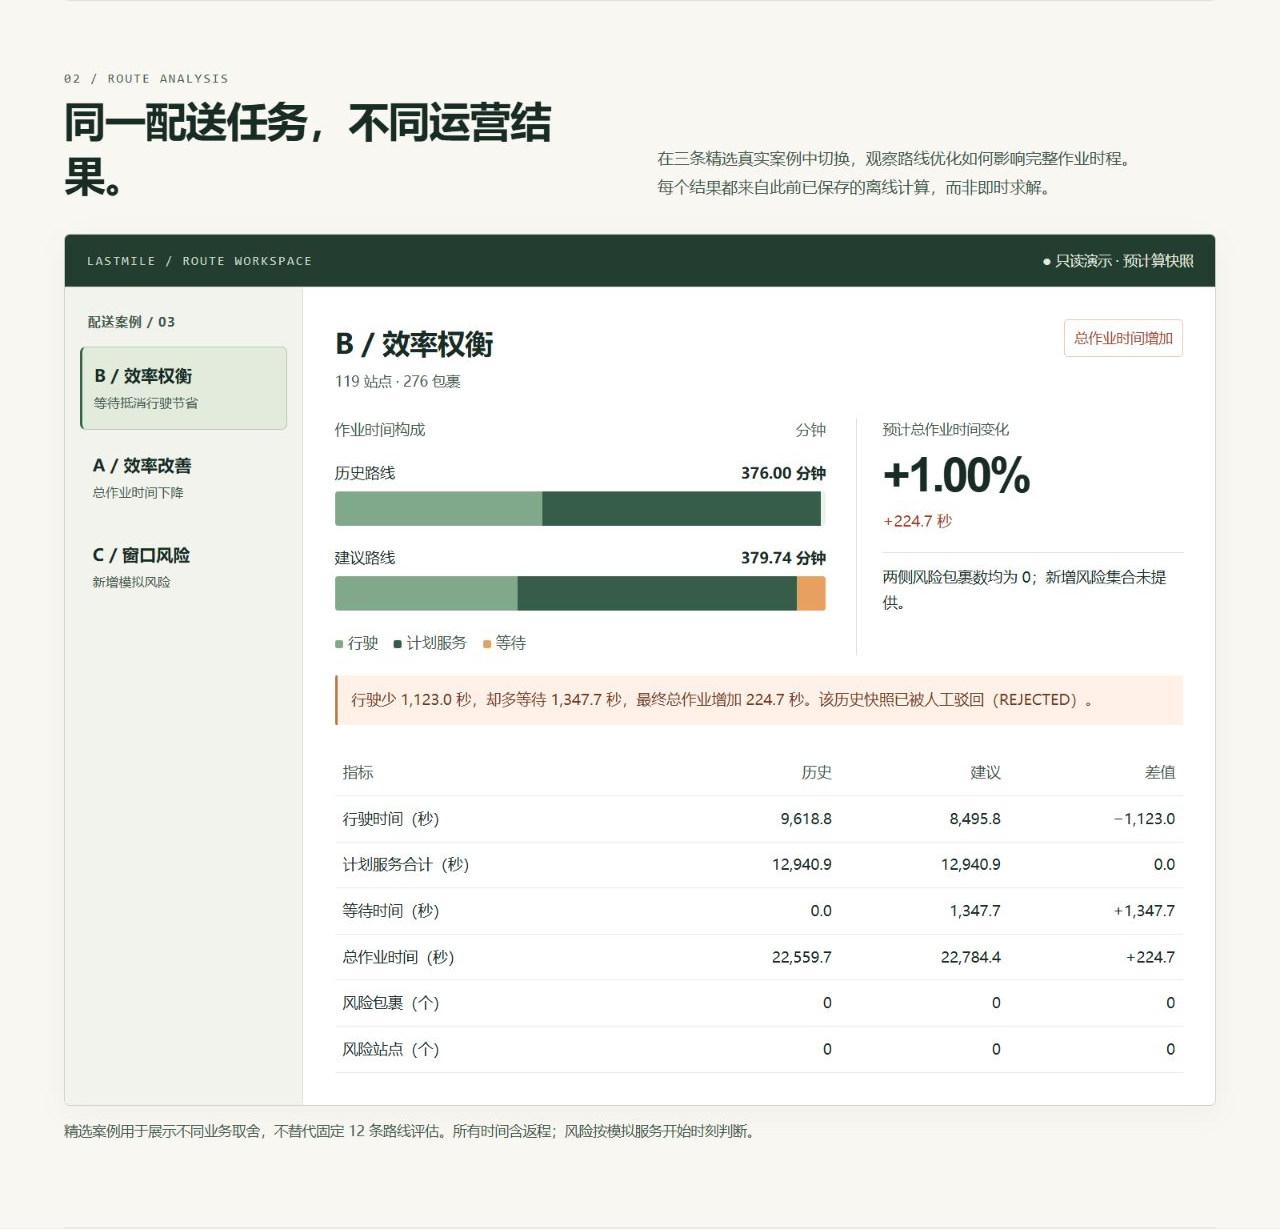 02 / ROUTE ANALYSIS
同一配送任务，不同运营结
果。
在三条精选真实案例中切换，观察路线优化如何影响完整作业时程。
每个结果都来自此前已保存的离线计算，而非即时求解。
LASTMILE / ROUTE WORKSPACE
● 只读演示 · 预计算快照
配送案例 / 03
B / 效率权衡
等待抵消行驶节省
A / 效率改善
总作业时间下降
C / 窗口风险
新增模拟风险
B / 效率权衡
119 站点 · 276 包裹
总作业时间增加
作业时间构成 分钟
历史路线 376.00 分钟
建议路线 379.74 分钟
行驶 计划服务 等待
预计总作业时间变化
+1.00%
+224.7 秒
两侧风险包裹数均为 0；新增风险集合未提
供。
行驶少 1,123.0 秒，却多等待 1,347.7 秒，最终总作业增加 224.7 秒。该历史快照已被人工驳回（REJECTED）。
指标 历史 建议 差值
行驶时间（秒） 9,618.8 8,495.8 −1,123.0
计划服务合计（秒） 12,940.9 12,940.9 0.0
等待时间（秒） 0.0 1,347.7 +1,347.7
总作业时间（秒） 22,559.7 22,784.4 +224.7
风险包裹（个） 0 0 0
风险站点（个） 0 0 0
精选案例用于展示不同业务取舍，不替代固定 12 条路线评估。所有时间含返程；风险按模拟服务开始时刻判断。